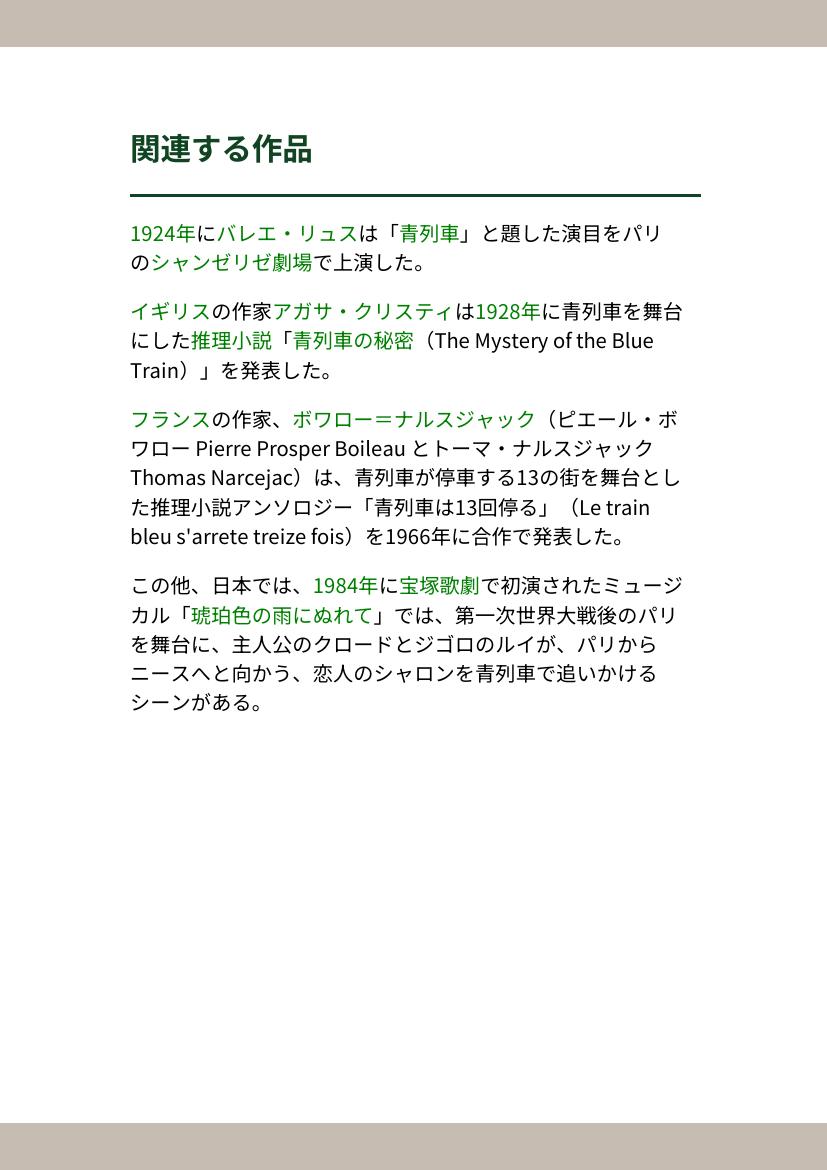 関連する作品
1924年にバレエ・リュスは「青列車」と題した演目をパリ
のシャンゼリゼ劇場で上演した。
イギリスの作家アガサ・クリスティは1928年に青列車を舞台
にした推理小説「青列車の秘密（The Mystery of the Blue
Train）」を発表した。
フランスの作家、ボワロー＝ナルスジャック（ピエール・ボ
ワロー Pierre Prosper Boileau とトーマ・ナルスジャック
Thomas Narcejac）は、青列車が停車する13の街を舞台とし
た推理小説アンソロジー「青列車は13回停る」（Le train
bleu s'arrete treize fois）を1966年に合作で発表した。
この他、日本では、1984年に宝塚歌劇で初演されたミュージ
カル「琥珀色の雨にぬれて」では、第一次世界大戦後のパリ
を舞台に、主人公のクロードとジゴロのルイが、パリから
ニースへと向かう、恋人のシャロンを青列車で追いかける
シーンがある。